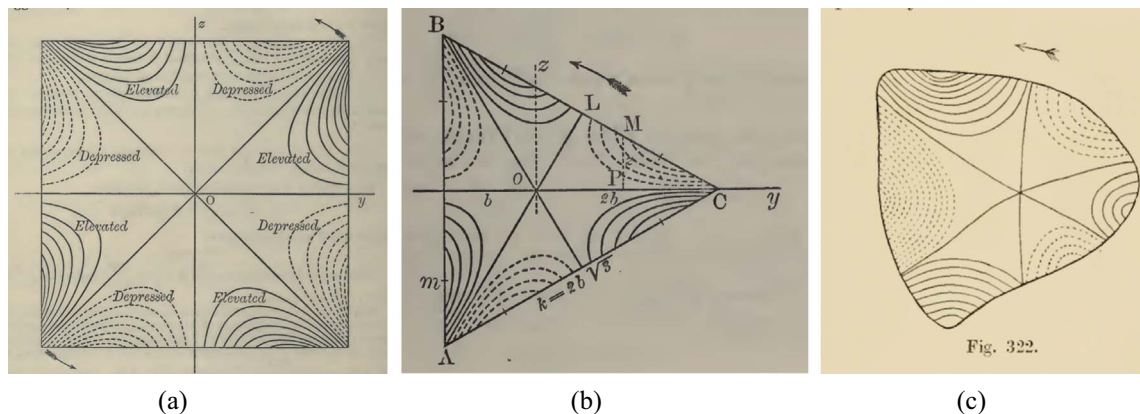 z
Elevated
Depressed
Depressed
Elevated
O
y
Elevated
Depressed
Depressed
Elevated
(a)
B
z
L
M
O
P
b
2b
C
y
m
k = 2b √3
A
(b)
Fig. 322.
(c)